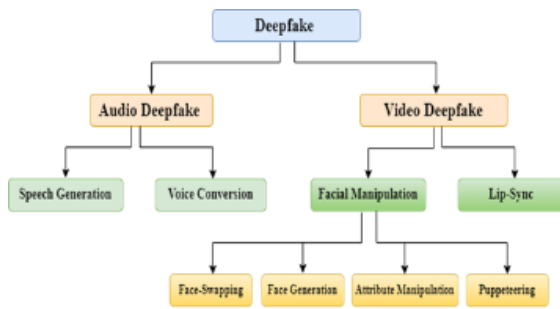 Deepfake
Audio Deepfake
Video Deepfake
Speech Generation
Voice Conversion
Facial Manipulation
Lip-Sync
Face-Swapping
Face Generation
Attribute Manipulation
Puppeteering